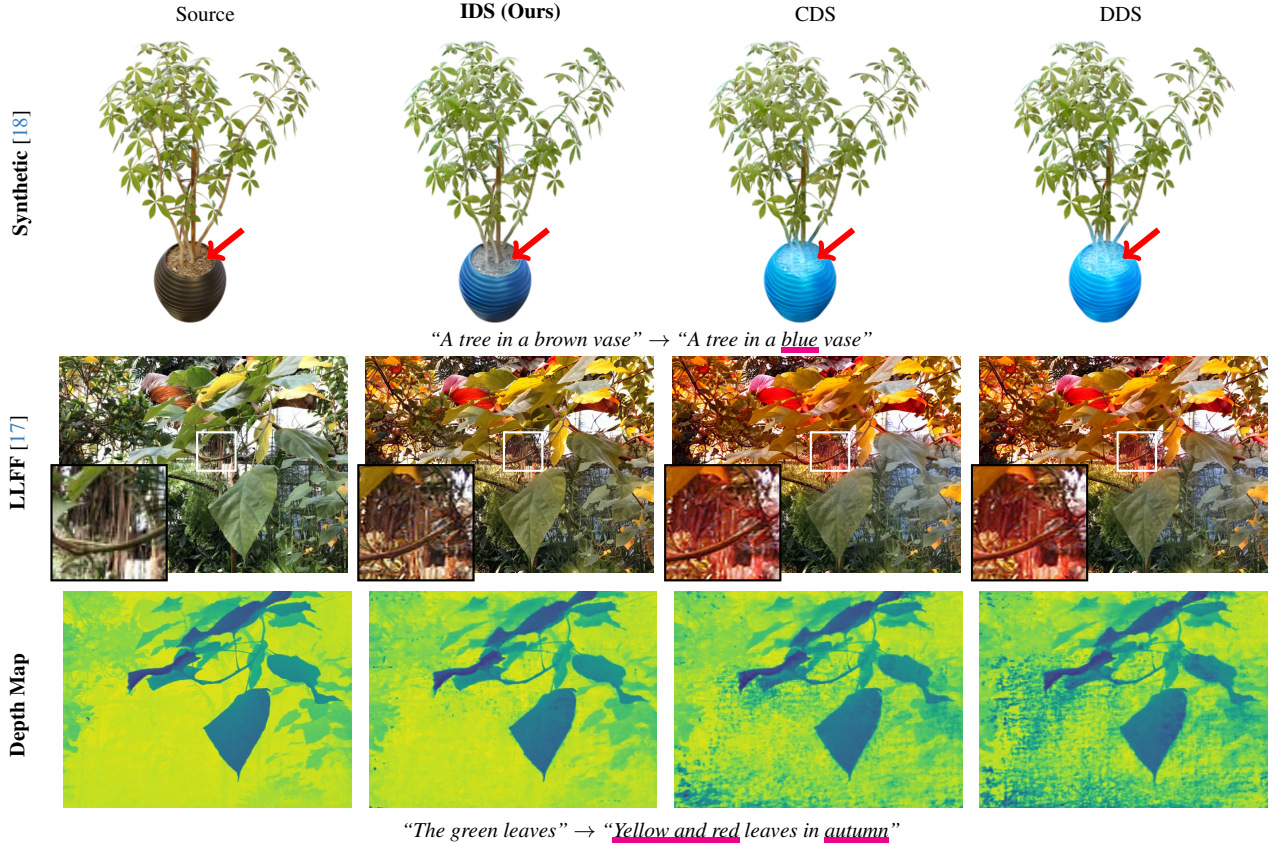 Source IDS (Ours) CDS DDS
Synthetic [18]
“A tree in a brown vase” → “A tree in a blue vase”
LLFF [17]
Depth Map
“The green leaves” → “Yellow and red leaves in autumn”